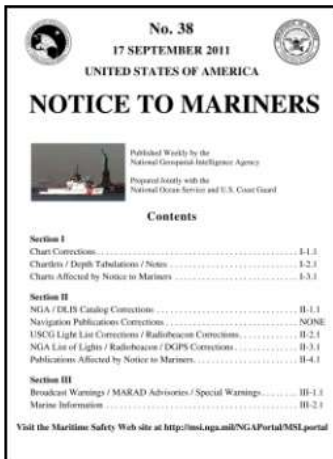 No. 38
17 SEPTEMBER 2011
UNITED STATES OF AMERICA
NOTICE TO MARINERS
Published Weekly by the
National Geospatial-Intelligence Agency
Prepared Jointly with the
National Ocean Service and U.S. Coast Guard
Contents
Section I
Chart Corrections I-1.1
Chartlets / Depth Tabulations / Notes I-2.1
Charts Affected by Notice to Mariners I-3.1
Section II
NGA / DLIS Catalog Corrections II-1.1
Navigation Publications Corrections NONE
USCG Light List Corrections / Radiobeacon Corrections II-2.1
NGA List of Lights / Radiobeacon / DGPS Corrections II-3.1
Publications Affected by Notice to Mariners II-4.1
Section III
Broadcast Warnings / MARAD Advisories / Special Warnings III-1.1
Marine Information III-2.1
Visit the Maritime Safety Web site at http://msi.nga.mil/NGAPortal/MSI.portal